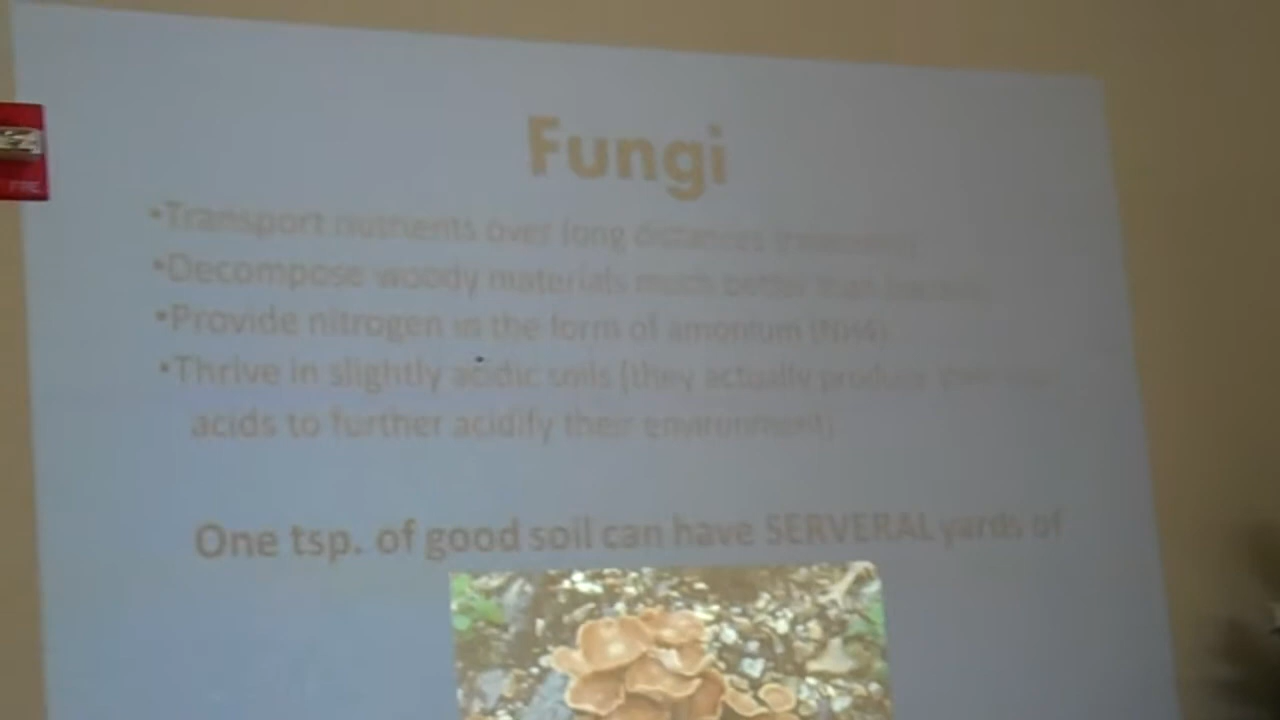 Fungi
•Transport nutrients over long distances
•Decompose woody materials much better than
•Provide nitrogen in the form of amonium (NH4)
•Thrive in slightly acidic soils (they actually produce
acids to further acidify their environment)
One tsp. of good soil can have SERVERAL yards of